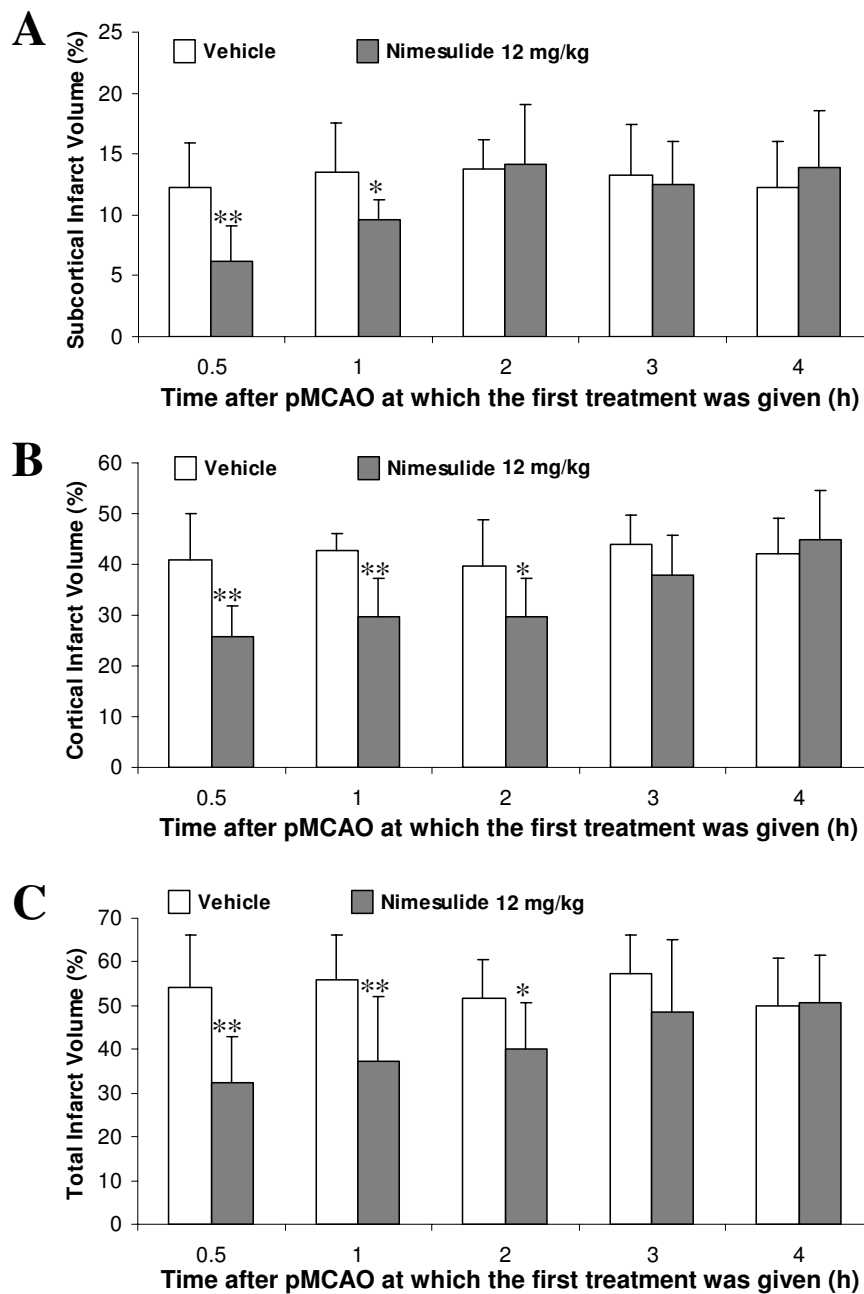 A
Vehicle Nimesulide 12 mg/kg
Subcortical Infarct Volume (%)
25
20
15
10
5
0
** *
0.5 1 2 3 4
Time after pMCAO at which the first treatment was given (h)
B
Vehicle Nimesulide 12 mg/kg
Cortical Infarct Volume (%)
60
50
40
30
20
10
0
** ** *
0.5 1 2 3 4
Time after pMCAO at which the first treatment was given (h)
C
Vehicle Nimesulide 12 mg/kg
Total Infarct Volume (%)
70
60
50
40
30
20
10
0
** ** *
0.5 1 2 3 4
Time after pMCAO at which the first treatment was given (h)